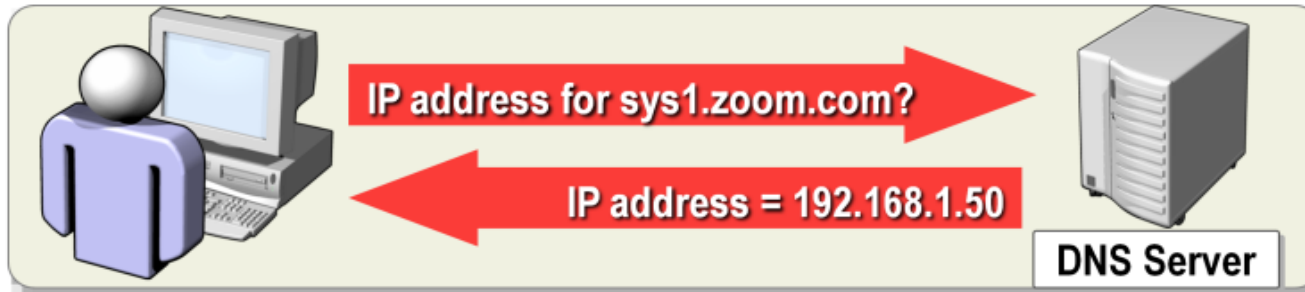 IP address for sys1.zoom.com?
IP address = 192.168.1.50
DNS Server